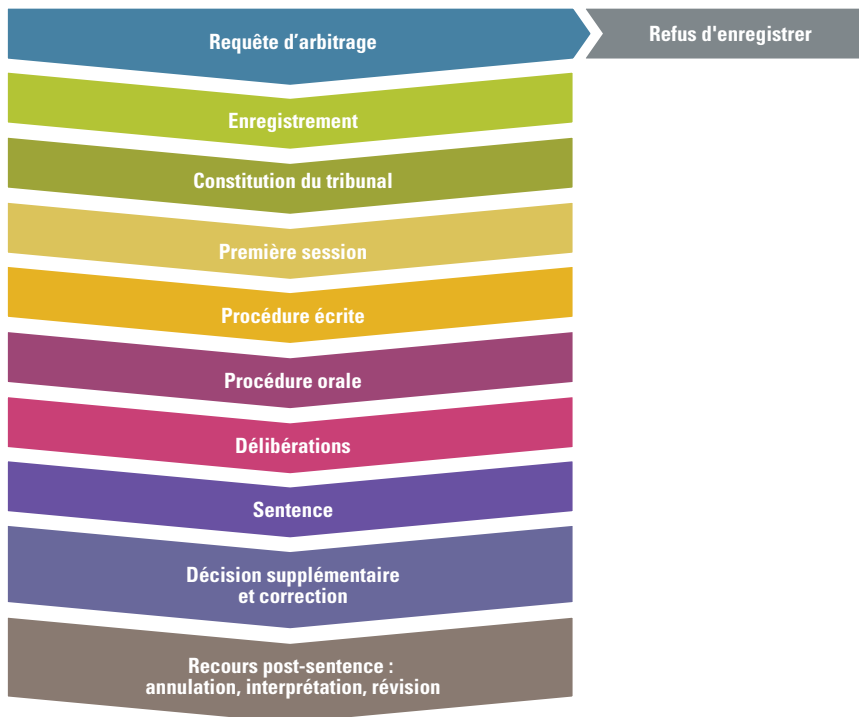 Requête d’arbitrage
Refus d'enregistrer
Enregistrement
Constitution du tribunal
Première session
Procédure écrite
Procédure orale
Délibérations
Sentence
Décision supplémentaire
et correction
Recours post-sentence :
annulation, interprétation, révision